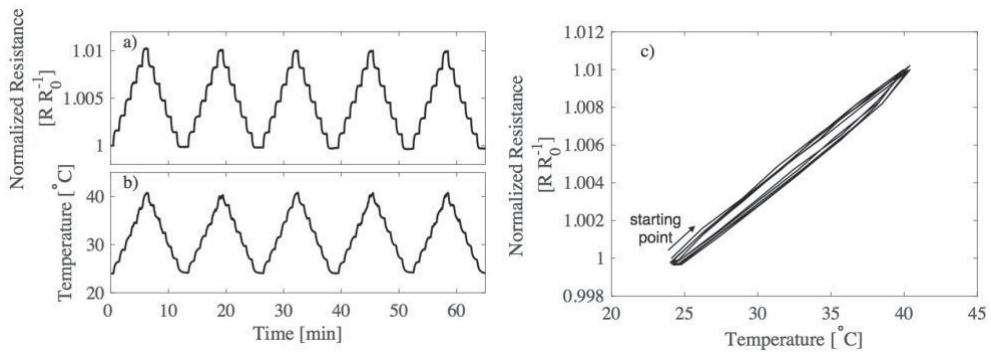 a)
Normalized Resistance
[R R₀⁻¹]
1.01
1.005
1
b)
Temperature [°C]
40
30
20
0 10 20 30 40 50 60
Time [min]
c)
Normalized Resistance
[R R₀⁻¹]
1.012
1.01
1.008
1.006
1.004
1.002
1
0.998
starting
point
20 25 30 35 40 45
Temperature [°C]